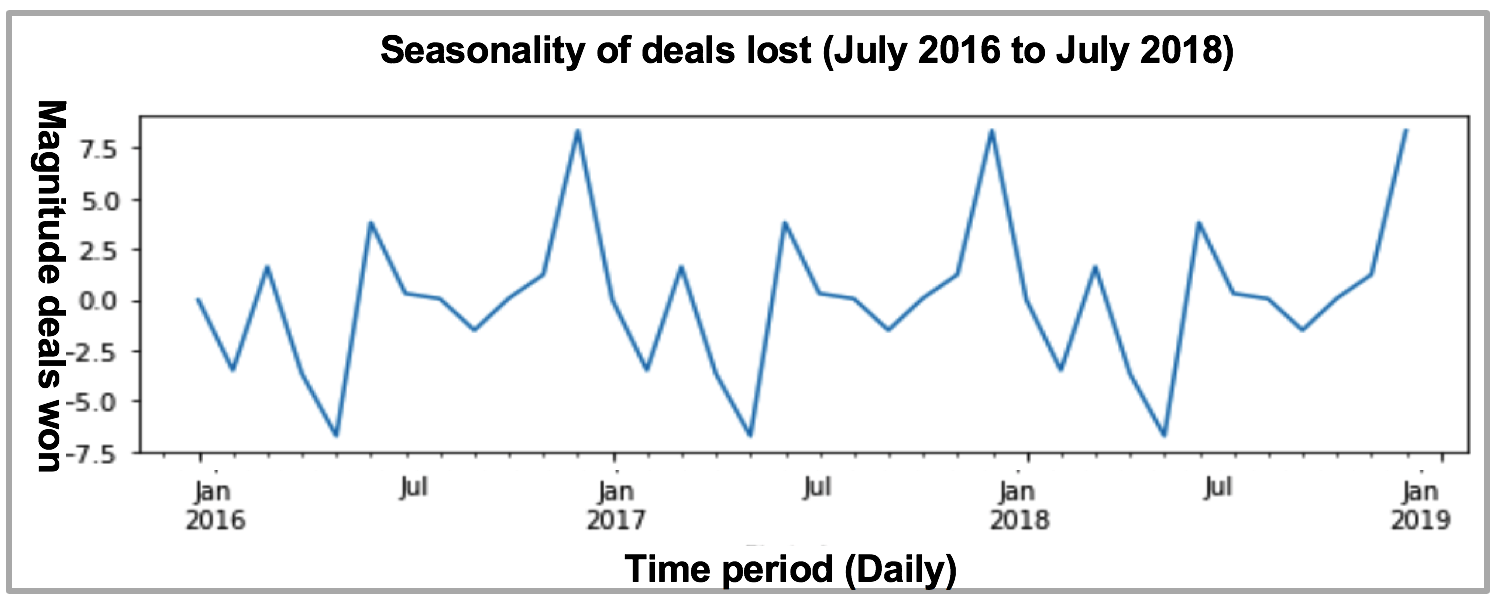 Seasonality of deals lost (July 2016 to July 2018)
Magnitude deals won
7.5
5.0
2.5
0.0
-2.5
-5.0
-7.5
Jan Jul Jan Jul Jan Jul Jan
2016 2017 2018 2019
Time period (Daily)